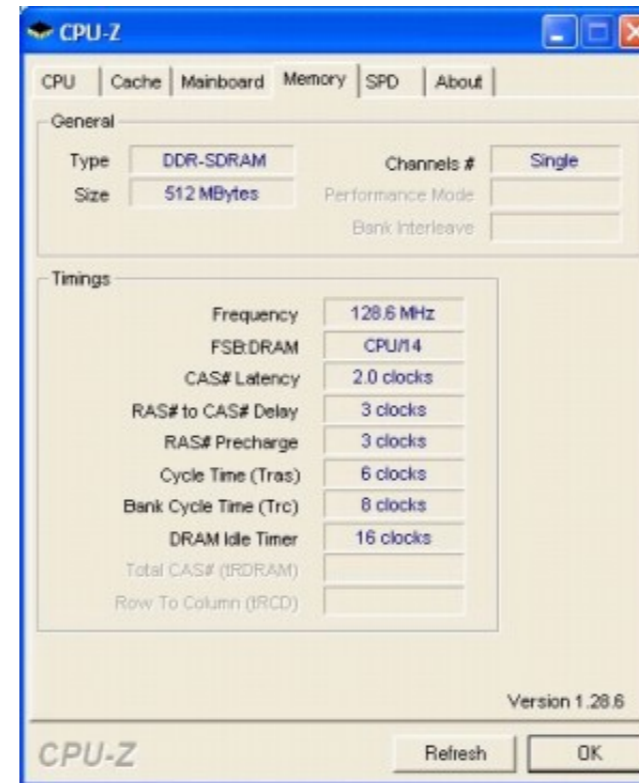 CPU-Z
CPU Cache Mainboard Memory SPD About
General
Type DDR-SDRAM Channels # Single
Size 512 MBytes Performance Mode
Bank Interleave
Timings
Frequency 128.6 MHz
FSB:DRAM CPU/14
CAS# Latency 2.0 clocks
RAS# to CAS# Delay 3 clocks
RAS# Precharge 3 clocks
Cycle Time (Tras) 6 clocks
Bank Cycle Time (Trc) 8 clocks
DRAM Idle Timer 16 clocks
Total CAS# (tRDRAM)
Row To Column (tRCD)
Version 1.28.6
CPU-Z Refresh OK